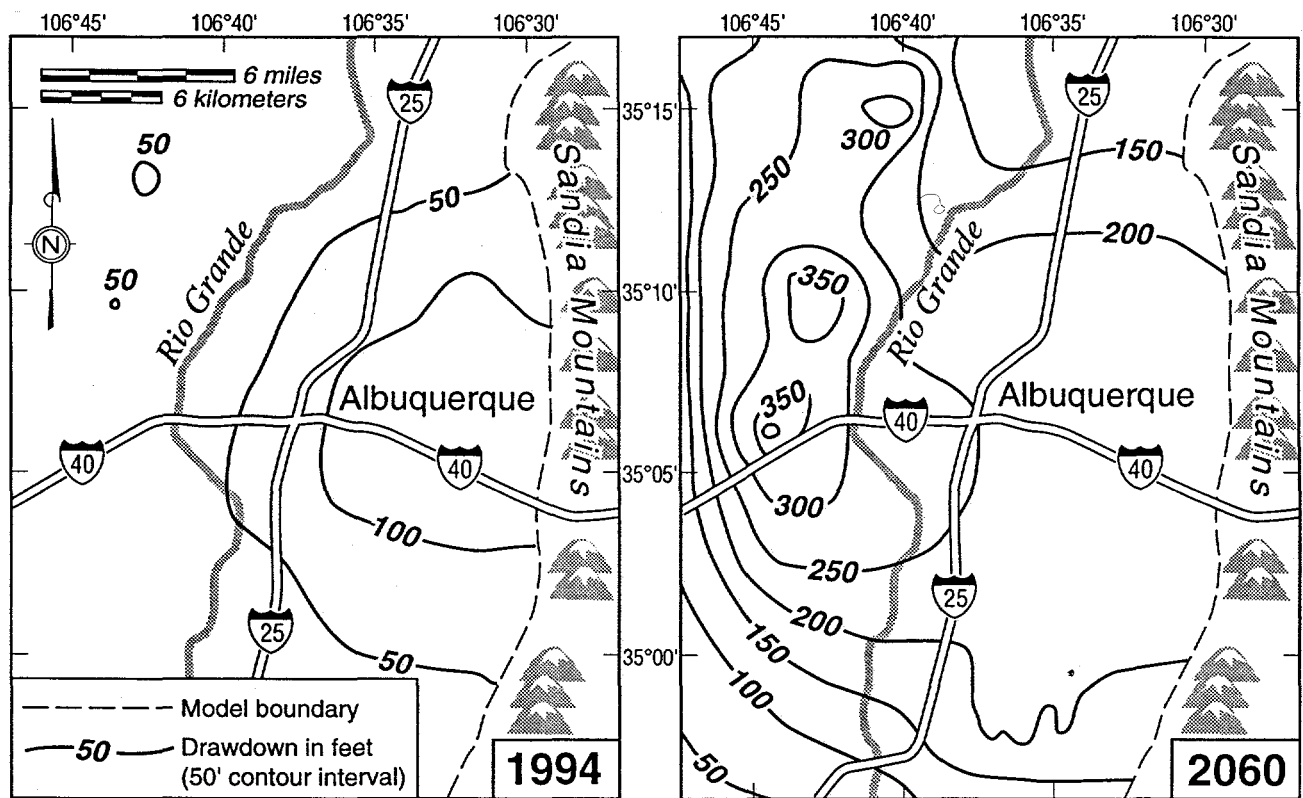 106°45' 106°40' 106°35' 106°30'
6 miles
6 kilometers
25
50
50
N
50
Rio Grande
Sandia Mountains
Albuquerque
40
40
100
25
50
Model boundary
50 Drawdown in feet
(50' contour interval)
1994
106°45' 106°40' 106°35' 106°30'
35°15'
35°10'
35°05'
35°00'
25
300
150
250
200
Rio Grande
Sandia Mountains
350
350
Albuquerque
40
40
300
250
25
200
150
100
50
2060